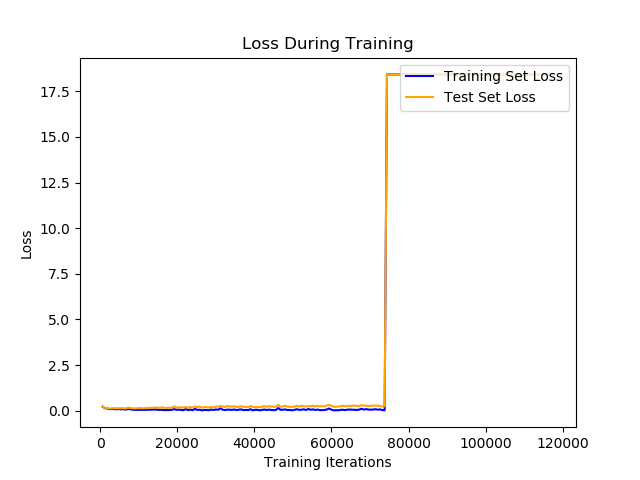 Loss During Training
Training Set Loss
Test Set Loss
17.5
15.0
12.5
10.0
7.5
5.0
2.5
0.0
Loss
0 20000 40000 60000 80000 100000 120000
Training Iterations